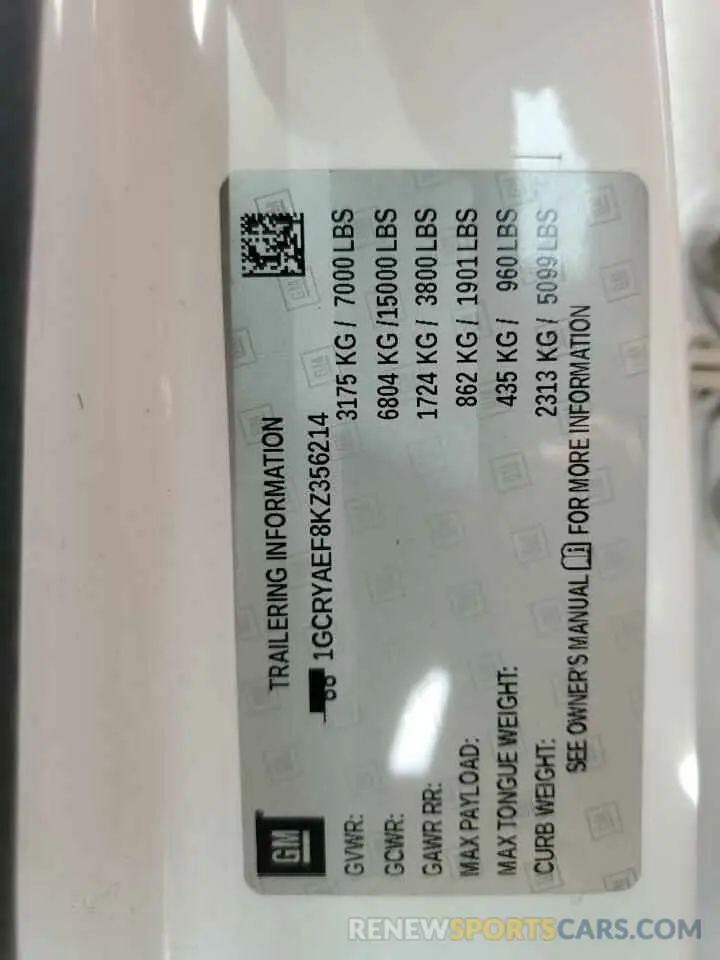 GM
TRAILERING INFORMATION
1GCRYAEF8KZ356214
GVWR: 3175 KG / 7000 LBS
GCWR: 6804 KG /15000 LBS
GAWR RR: 1724 KG / 3800 LBS
MAX PAYLOAD: 862 KG / 1901 LBS
MAX TONGUE WEIGHT: 435 KG / 960 LBS
CURB WEIGHT: 2313 KG / 5099 LBS
SEE OWNER'S MANUAL FOR MORE INFORMATION
RENEWSPORTSCARS.COM